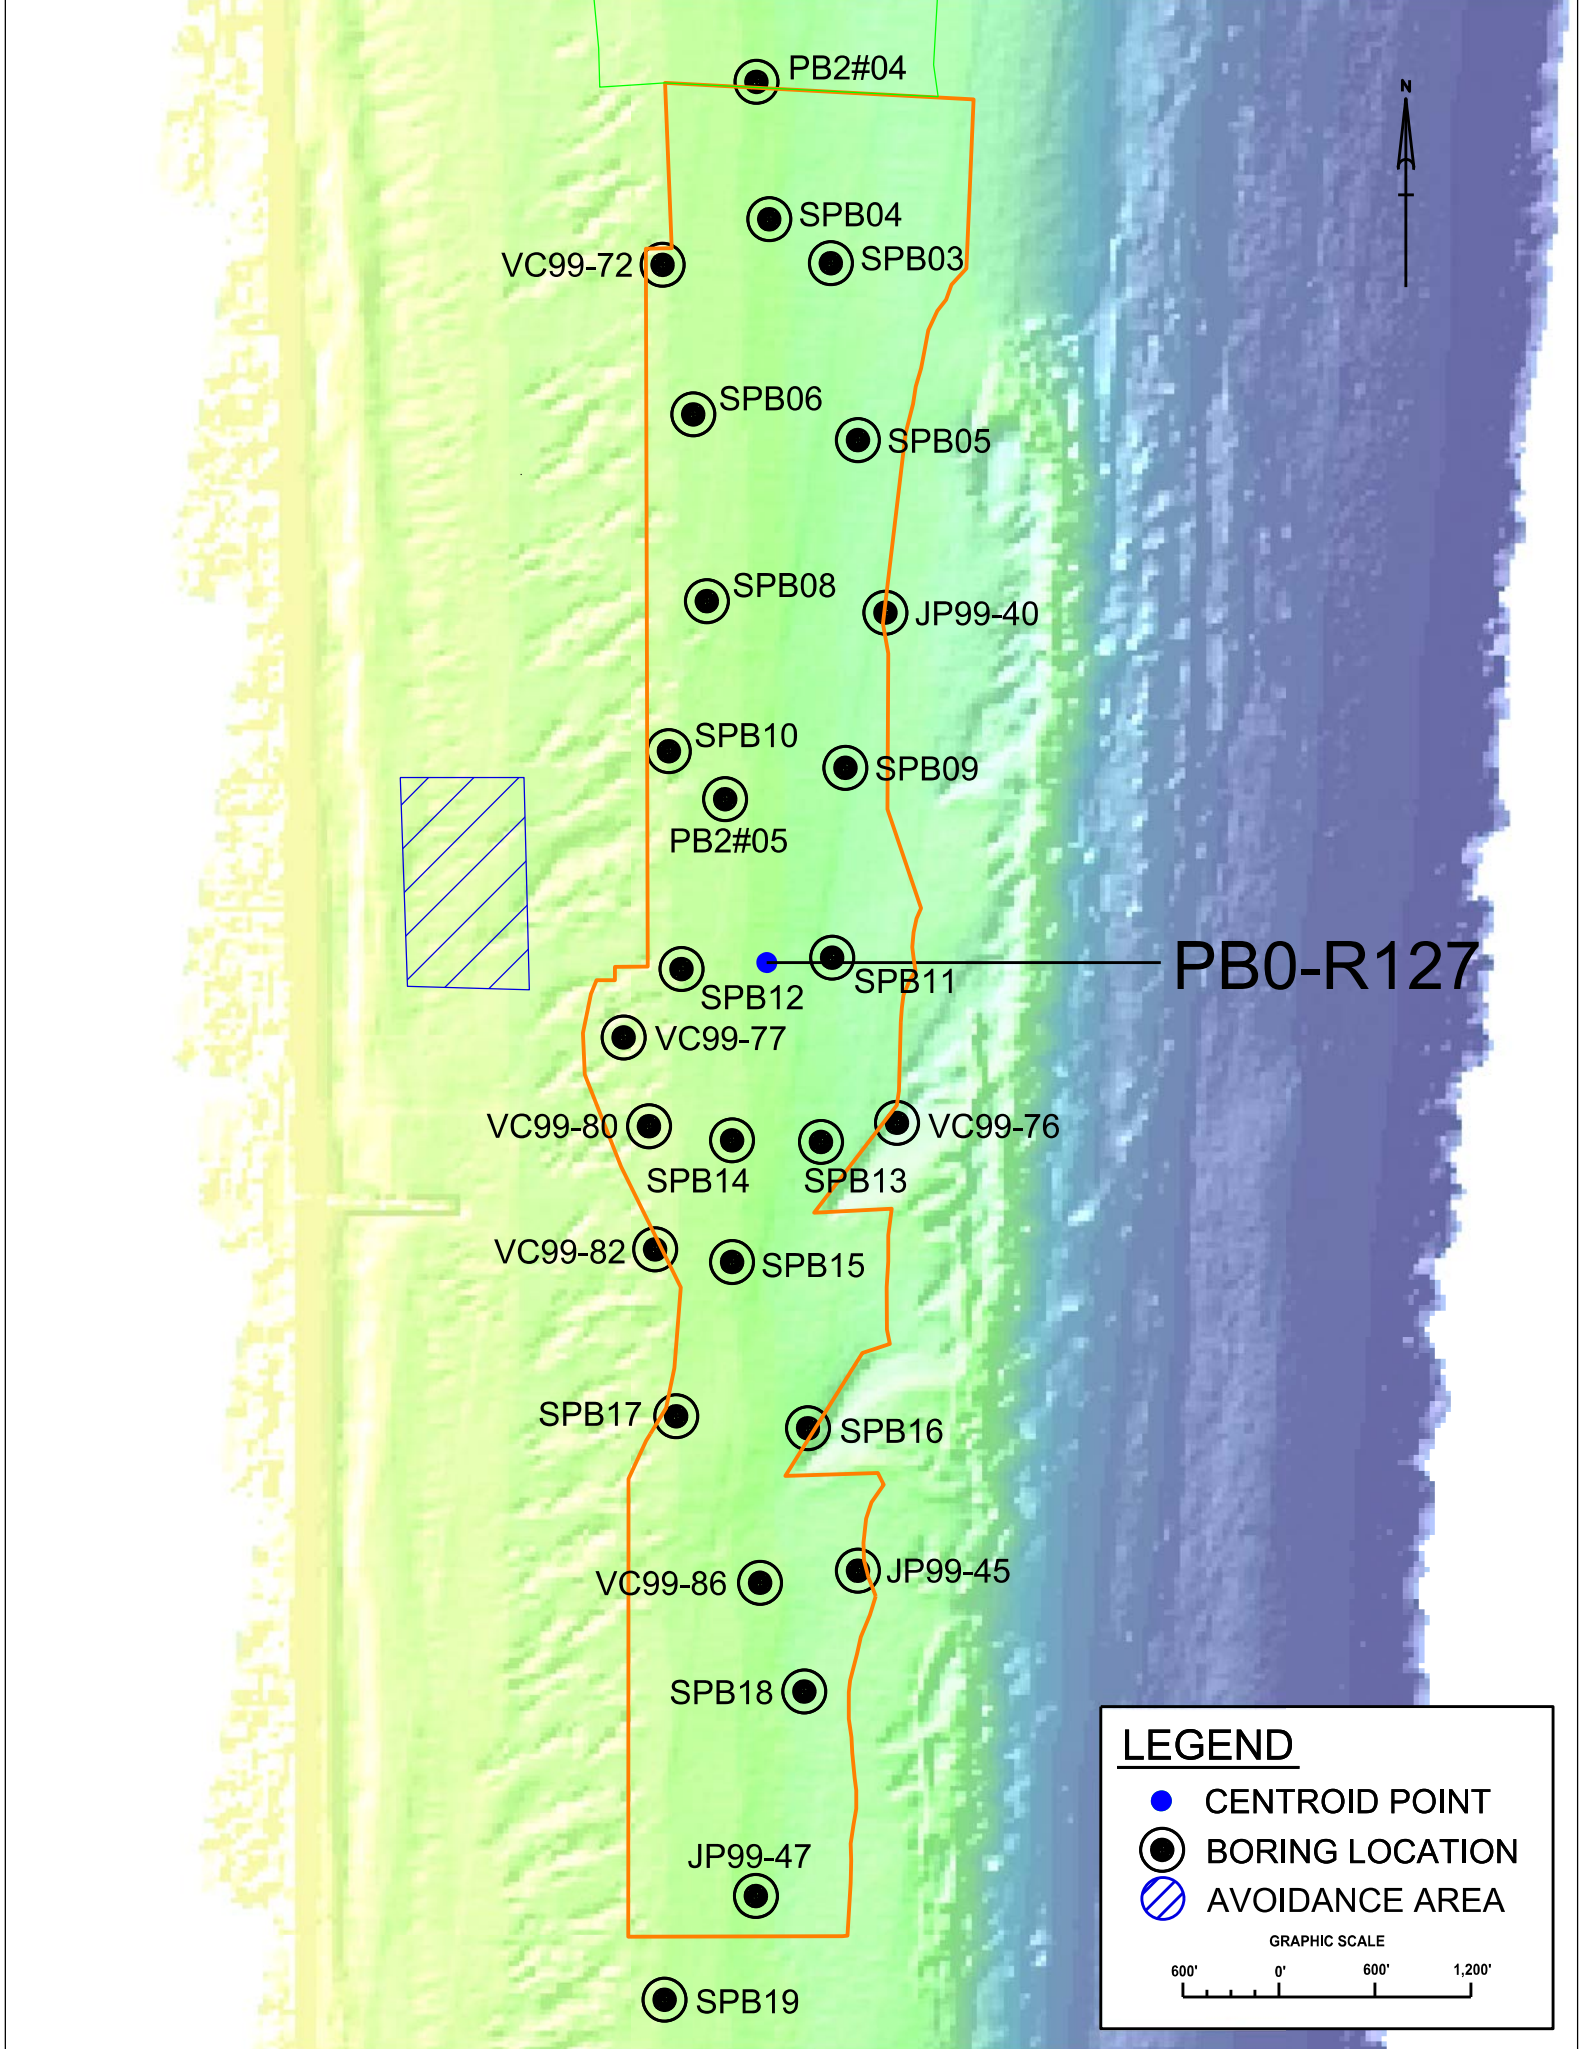 PB2#04
N
SPB04
VC99-72
SPB03
SPB06
SPB05
SPB08
JP99-40
SPB10
SPB09
PB2#05
PB0-R127
SPB11
SPB12
VC99-77
VC99-80
VC99-76
SPB14
SPB13
VC99-82
SPB15
SPB17
SPB16
VC99-86
JP99-45
SPB18
JP99-47
SPB19
LEGEND
CENTROID POINT
BORING LOCATION
AVOIDANCE AREA
GRAPHIC SCALE
600' 0' 600' 1,200'